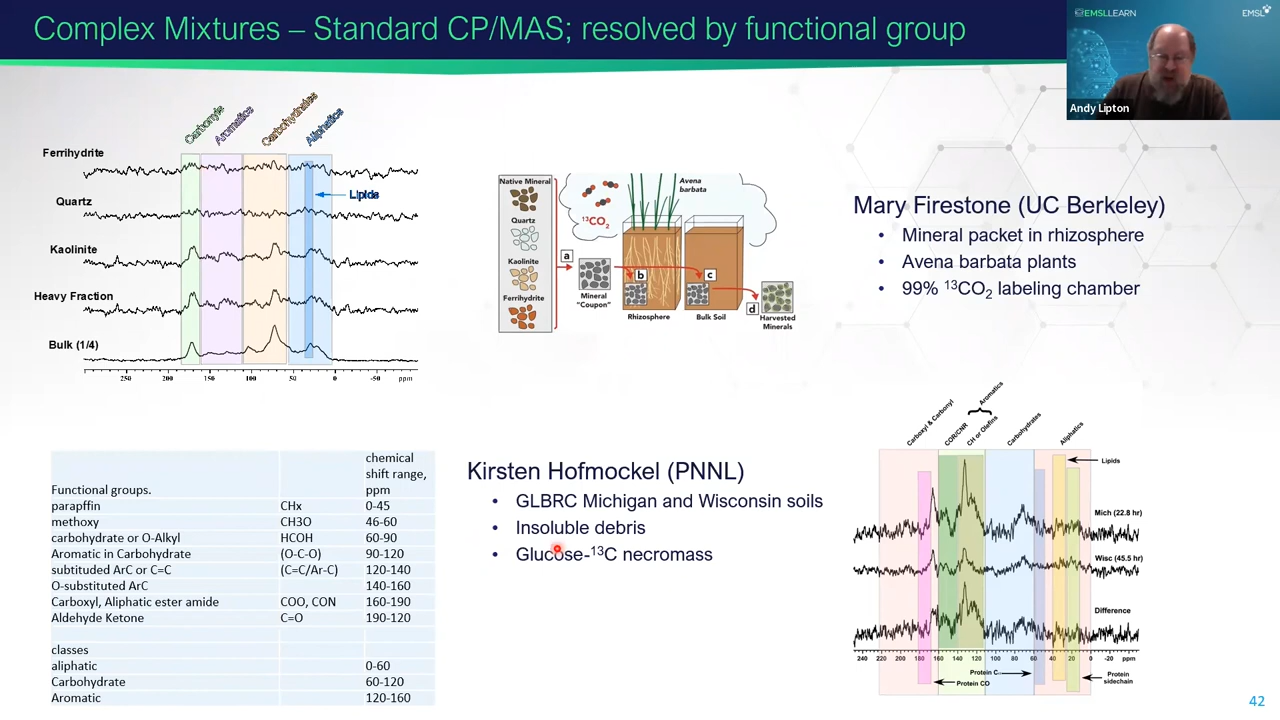 Complex Mixtures – Standard CP/MAS; resolved by functional group
EMSLLEARN
EMSL
Andy Lipton
Carbonyls
Aromatics
Carbohydrates
Aliphatics
Ferrihydrite
Lipids
Quartz
Kaolinite
Heavy Fraction
Bulk (1/4)
250 200 150 100 50 0 -50 ppm
Native Mineral
Quartz
Kaolinite
Ferrihydrite
a
Mineral
"Coupon"
¹³CO₂
Avena
barbata
b
c
d
Rhizosphere
Bulk Soil
Harvested
Minerals
Mary Firestone (UC Berkeley)
• Mineral packet in rhizosphere
• Avena barbata plants
• 99% ¹³CO₂ labeling chamber
Functional groups. chemical
shift range,
ppm
parapffin CHx 0-45
methoxy CH3O 46-60
carbohydrate or O-Alkyl HCOH 60-90
Aromatic in Carbohydrate (O-C-O) 90-120
subtituded ArC or C=C (C=C/Ar-C) 120-140
O-substituted ArC 140-160
Carboxyl, Aliphatic ester amide COO, CON 160-190
Aldehyde Ketone C=O 190-120
classes
aliphatic 0-60
Carbohydrate 60-120
Aromatic 120-160
Kirsten Hofmockel (PNNL)
• GLBRC Michigan and Wisconsin soils
• Insoluble debris
• Glucose-¹³C necromass
Carboxyl & Carbonyl
COR/CNR
CH or Olefins
Aromatics
Carbohydrates
Aliphatics
Lipids
Mich (22.8 hr)
Wisc (45.5 hr)
Difference
240 220 200 180 160 140 120 100 80 60 40 20 0 -20 ppm
Protein CO
Protein
sidechain
42